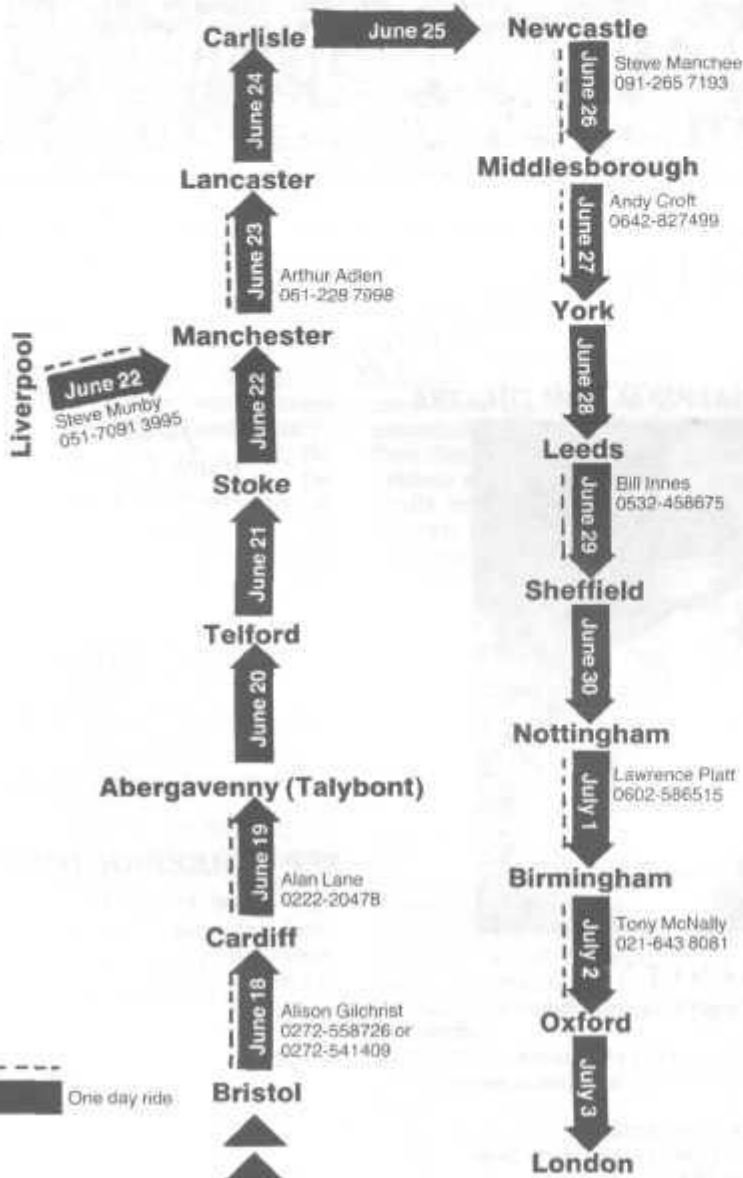 Carlisle
June 25
Newcastle
June 24
Steve Manchee
091-265 7193
June 26
Lancaster
Middlesborough
June 23
Arthur Adlen
061-228 7998
Andy Croft
0642-827499
June 27
Manchester
York
Liverpool
June 22
Steve Munby
051-7091 3995
June 22
June 28
Stoke
Leeds
June 21
Bill Innes
0532-458675
June 29
Telford
Sheffield
June 20
June 30
Abergavenny (Talybont)
Nottingham
June 19
Alan Lane
0222-20478
Lawrence Platt
0602-586515
July 1
Cardiff
Birmingham
June 18
Alison Gilchrist
0272-558726 or
0272-541409
Tony McNally
021-643 8081
July 2
One day ride
Bristol
Oxford
July 3
London